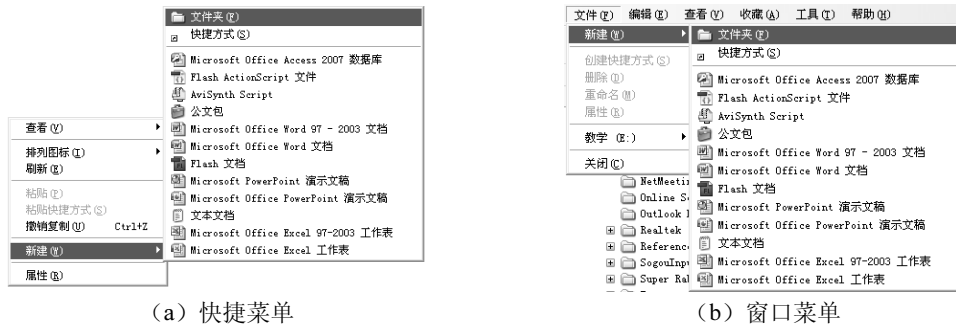 文件夹(F)
快捷方式(S)
Microsoft Office Access 2007 数据库
Flash ActionScript 文件
AviSynth Script
公文包
Microsoft Office Word 97 - 2003 文档
Microsoft Office Word 文档
Flash 文档
Microsoft PowerPoint 演示文稿
Microsoft Office PowerPoint 演示文稿
文本文档
Microsoft Office Excel 97-2003 工作表
Microsoft Office Excel 工作表
查看(V)
排列图标(I)
刷新(E)
粘贴(P)
粘贴快捷方式(S)
撤销复制(U) Ctrl+Z
新建(W)
属性(R)
(a)快捷菜单
文件(F) 编辑(E) 查看(V) 收藏(A) 工具(T) 帮助(H)
新建(W)
创建快捷方式(S)
删除(D)
重命名(M)
属性(R)
教学 (E:)
关闭(C)
文件夹(F)
快捷方式(S)
Microsoft Office Access 2007 数据库
Flash ActionScript 文件
AviSynth Script
公文包
Microsoft Office Word 97 - 2003 文档
Microsoft Office Word 文档
Flash 文档
Microsoft PowerPoint 演示文稿
Microsoft Office PowerPoint 演示文稿
文本文档
Microsoft Office Excel 97-2003 工作表
Microsoft Office Excel 工作表
NetMeetin
Online S
Outlook
Realtek
Referenc
SogouInp
Super Ra
(b)窗口菜单